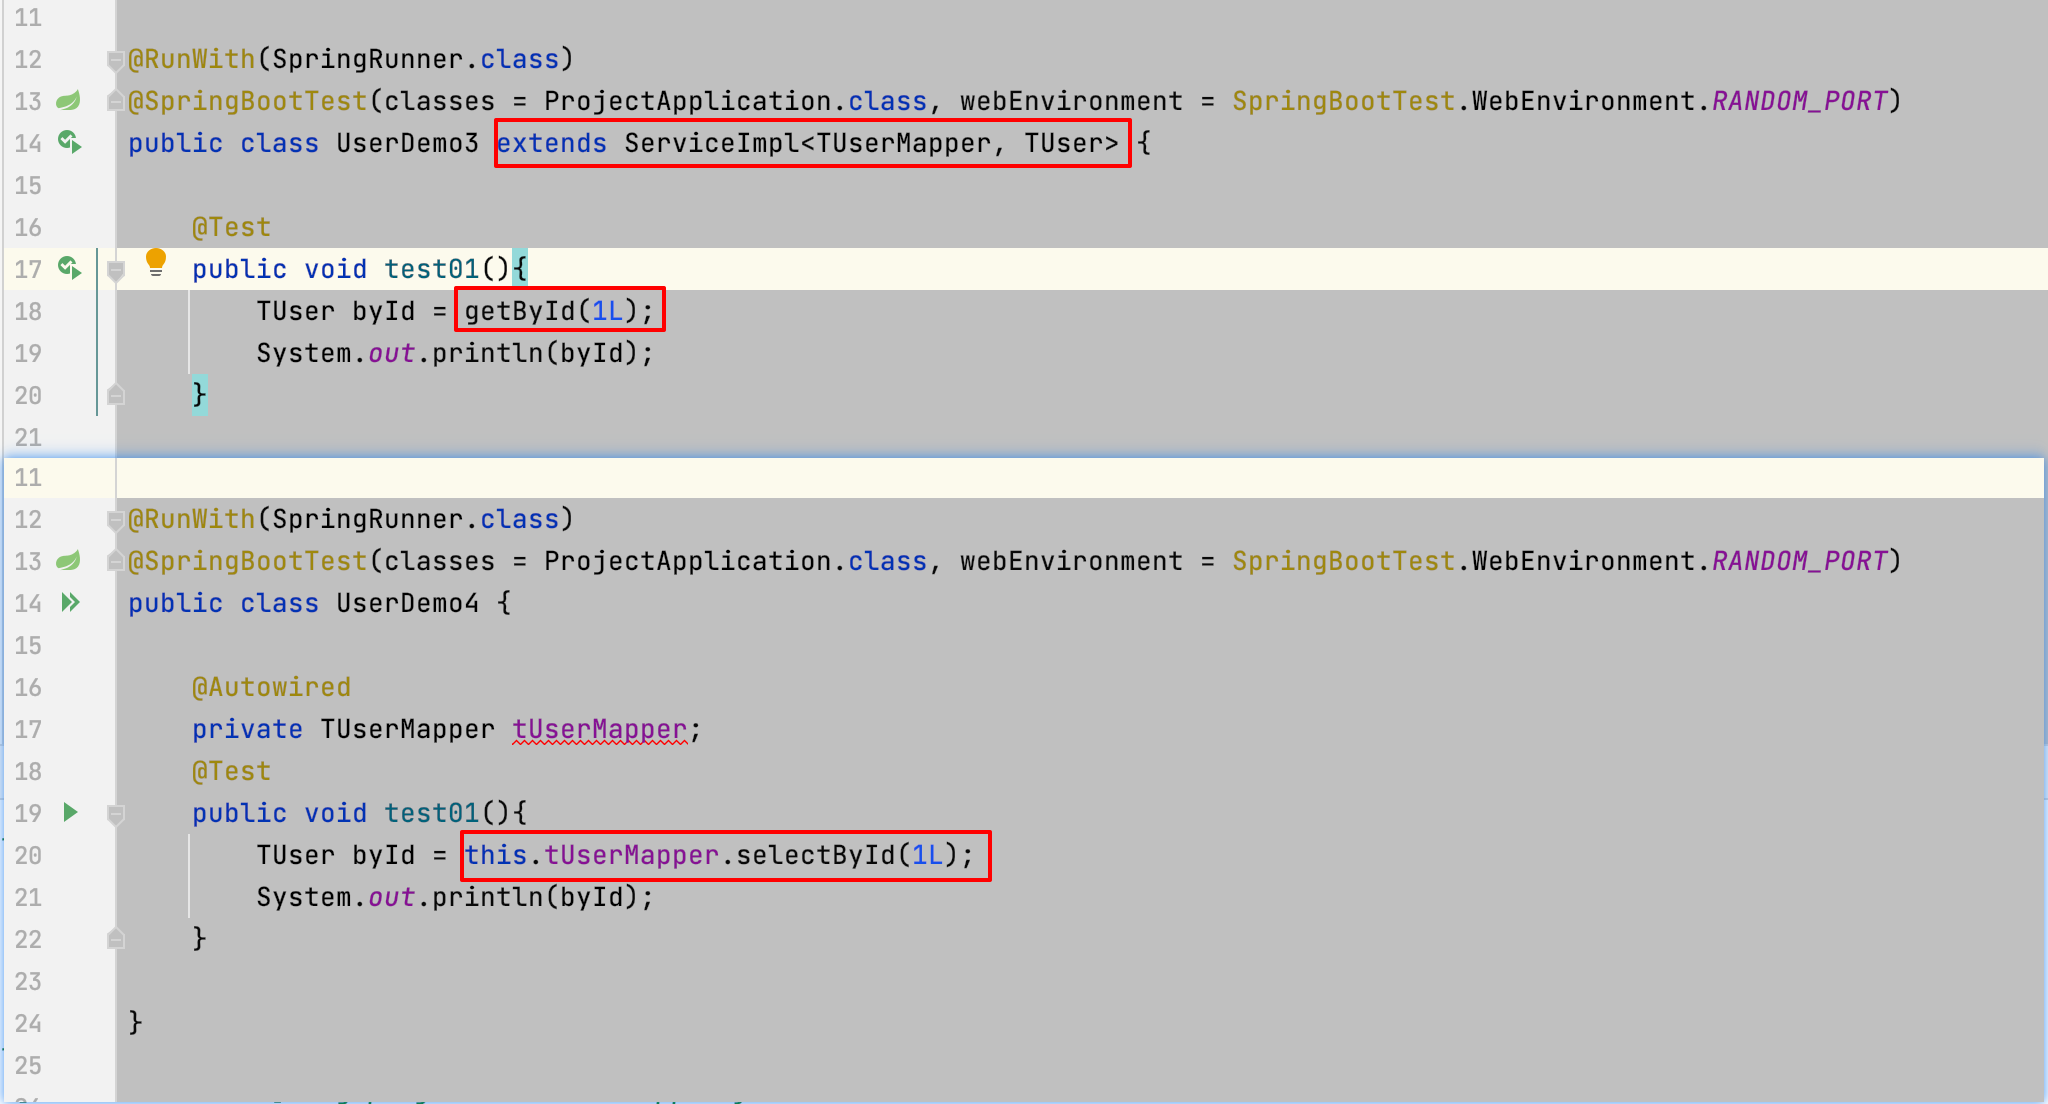 11
12 @RunWith(SpringRunner.class)
13 @SpringBootTest(classes = ProjectApplication.class, webEnvironment = SpringBootTest.WebEnvironment.RANDOM_PORT)
14 public class UserDemo3 extends ServiceImpl<TUserMapper, TUser> {
15
16 @Test
17 public void test01(){
18 TUser byId = getById(1L);
19 System.out.println(byId);
20 }
21
11
12 @RunWith(SpringRunner.class)
13 @SpringBootTest(classes = ProjectApplication.class, webEnvironment = SpringBootTest.WebEnvironment.RANDOM_PORT)
14 public class UserDemo4 {
15
16 @Autowired
17 private TUserMapper tUserMapper;
18 @Test
19 public void test01(){
20 TUser byId = this.tUserMapper.selectById(1L);
21 System.out.println(byId);
22 }
23
24 }
25